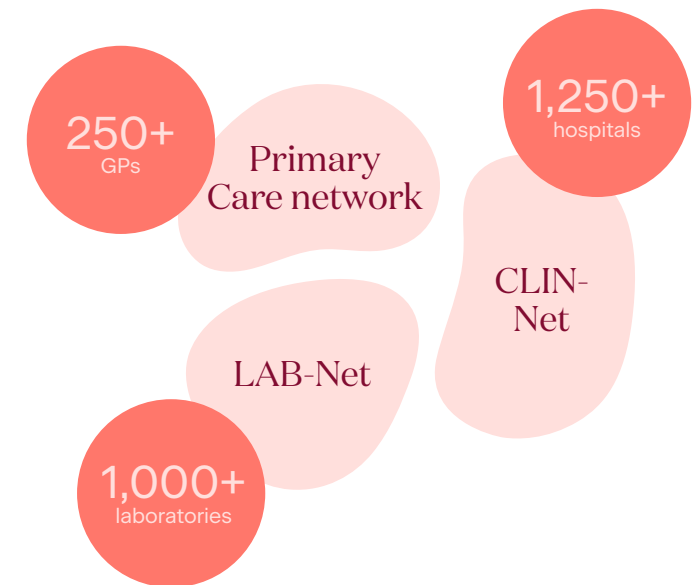 250+
GPs
Primary
Care network
1,250+
hospitals
CLIN-
Net
LAB-Net
1,000+
laboratories